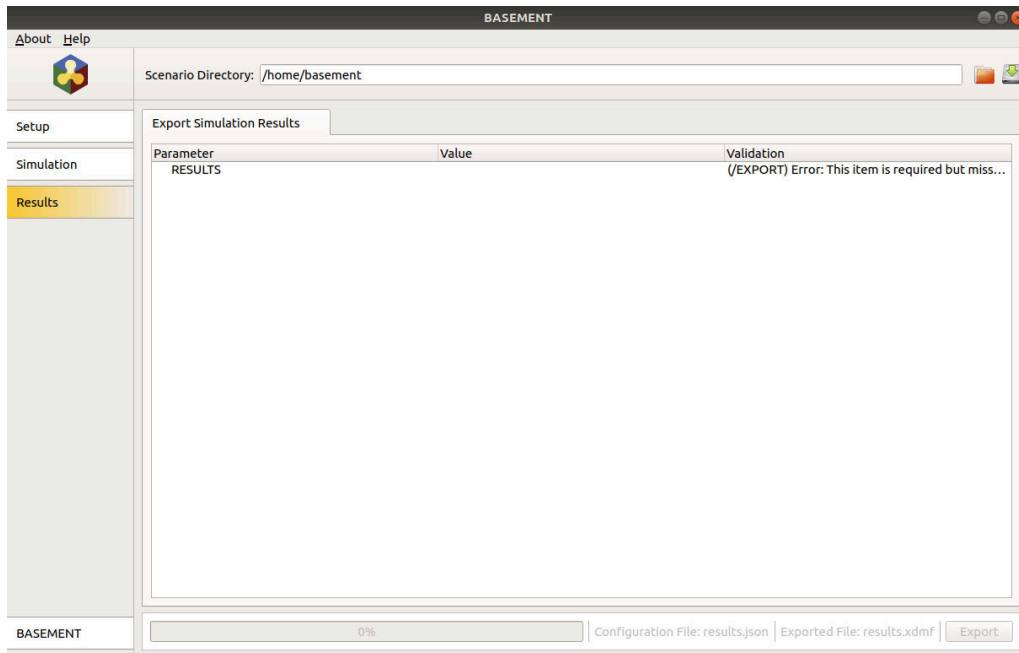 BASEMENT
About Help
Scenario Directory: /home/basement
Setup
Simulation
Results
Export Simulation Results
Parameter Value Validation
RESULTS (/EXPORT) Error: This item is required but miss...
BASEMENT
0% Configuration File: results.json Exported File: results.xdmf Export